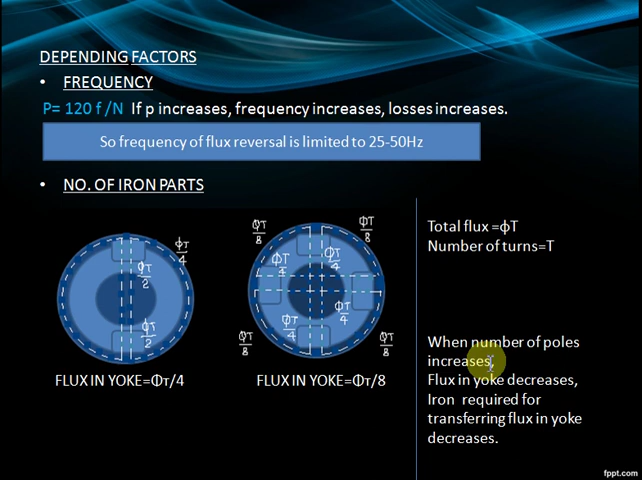 DEPENDING FACTORS
• FREQUENCY
P= 120 f /N If p increases, frequency increases, losses increases.
So frequency of flux reversal is limited to 25-50Hz
• NO. OF IRON PARTS
ϕT/4
ϕT/2
ϕT/2
FLUX IN YOKE=Φт/4
ϕT/8
ϕT/8
ϕT/4
ϕT/4
ϕT/4
ϕT/4
ϕT/8
ϕT/8
FLUX IN YOKE=Φт/8
Total flux =ϕT
Number of turns=T
When number of poles
increases,
Flux in yoke decreases,
Iron required for
transferring flux in yoke
decreases.
fppt.com